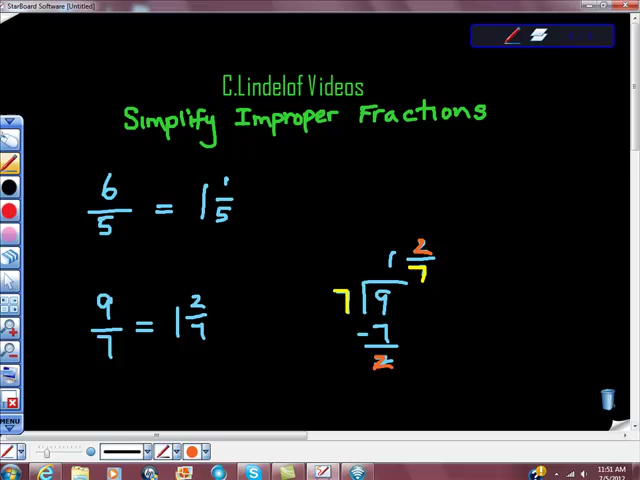 StarBoard Software [Untitled]
C.Lindelof Videos
Simplify Improper Fractions
6/5 = 1 1/5
1 2/7
9/7 = 1 2/7
7 9
-7
2
MENU
11:51 AM
7/5/2012